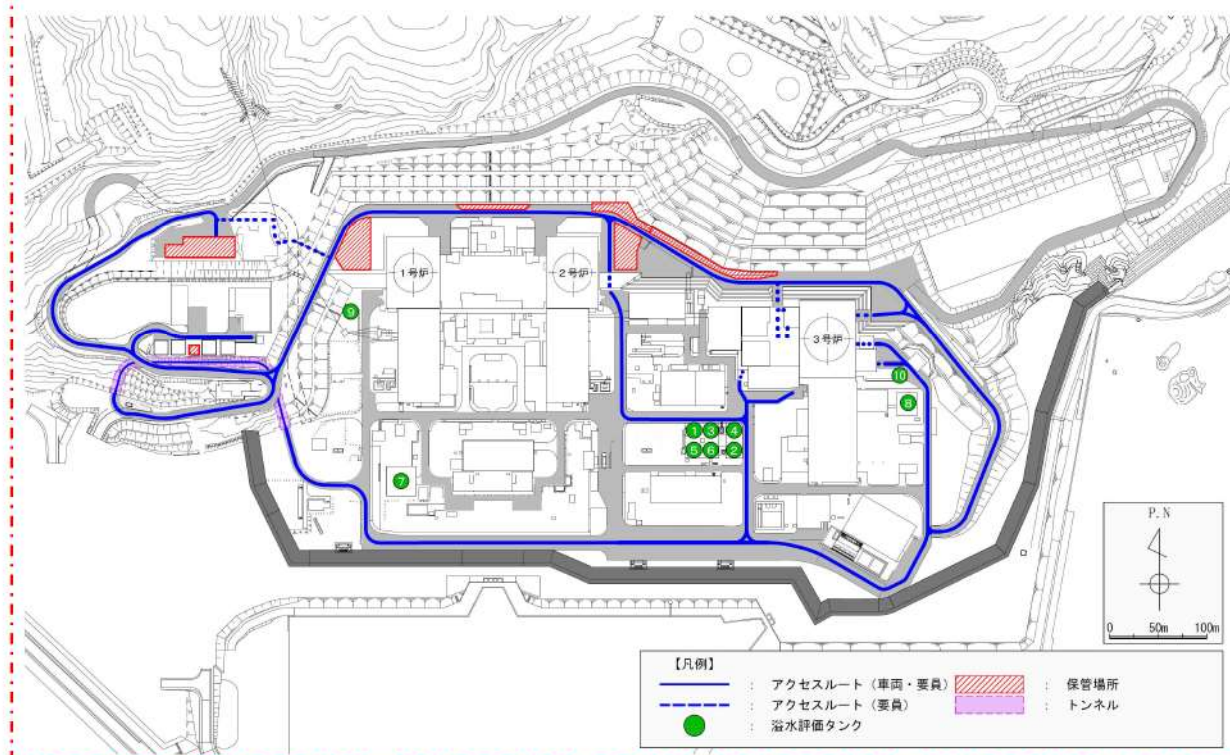 1号炉
2号炉
3号炉
9
10
8
1 3 4
5 6 2
7
P.N
0 50m 100m
【凡例】
: アクセスルート(車両・要員)
: 保管場所
: アクセスルート(要員)
: トンネル
: 溢水評価タンク